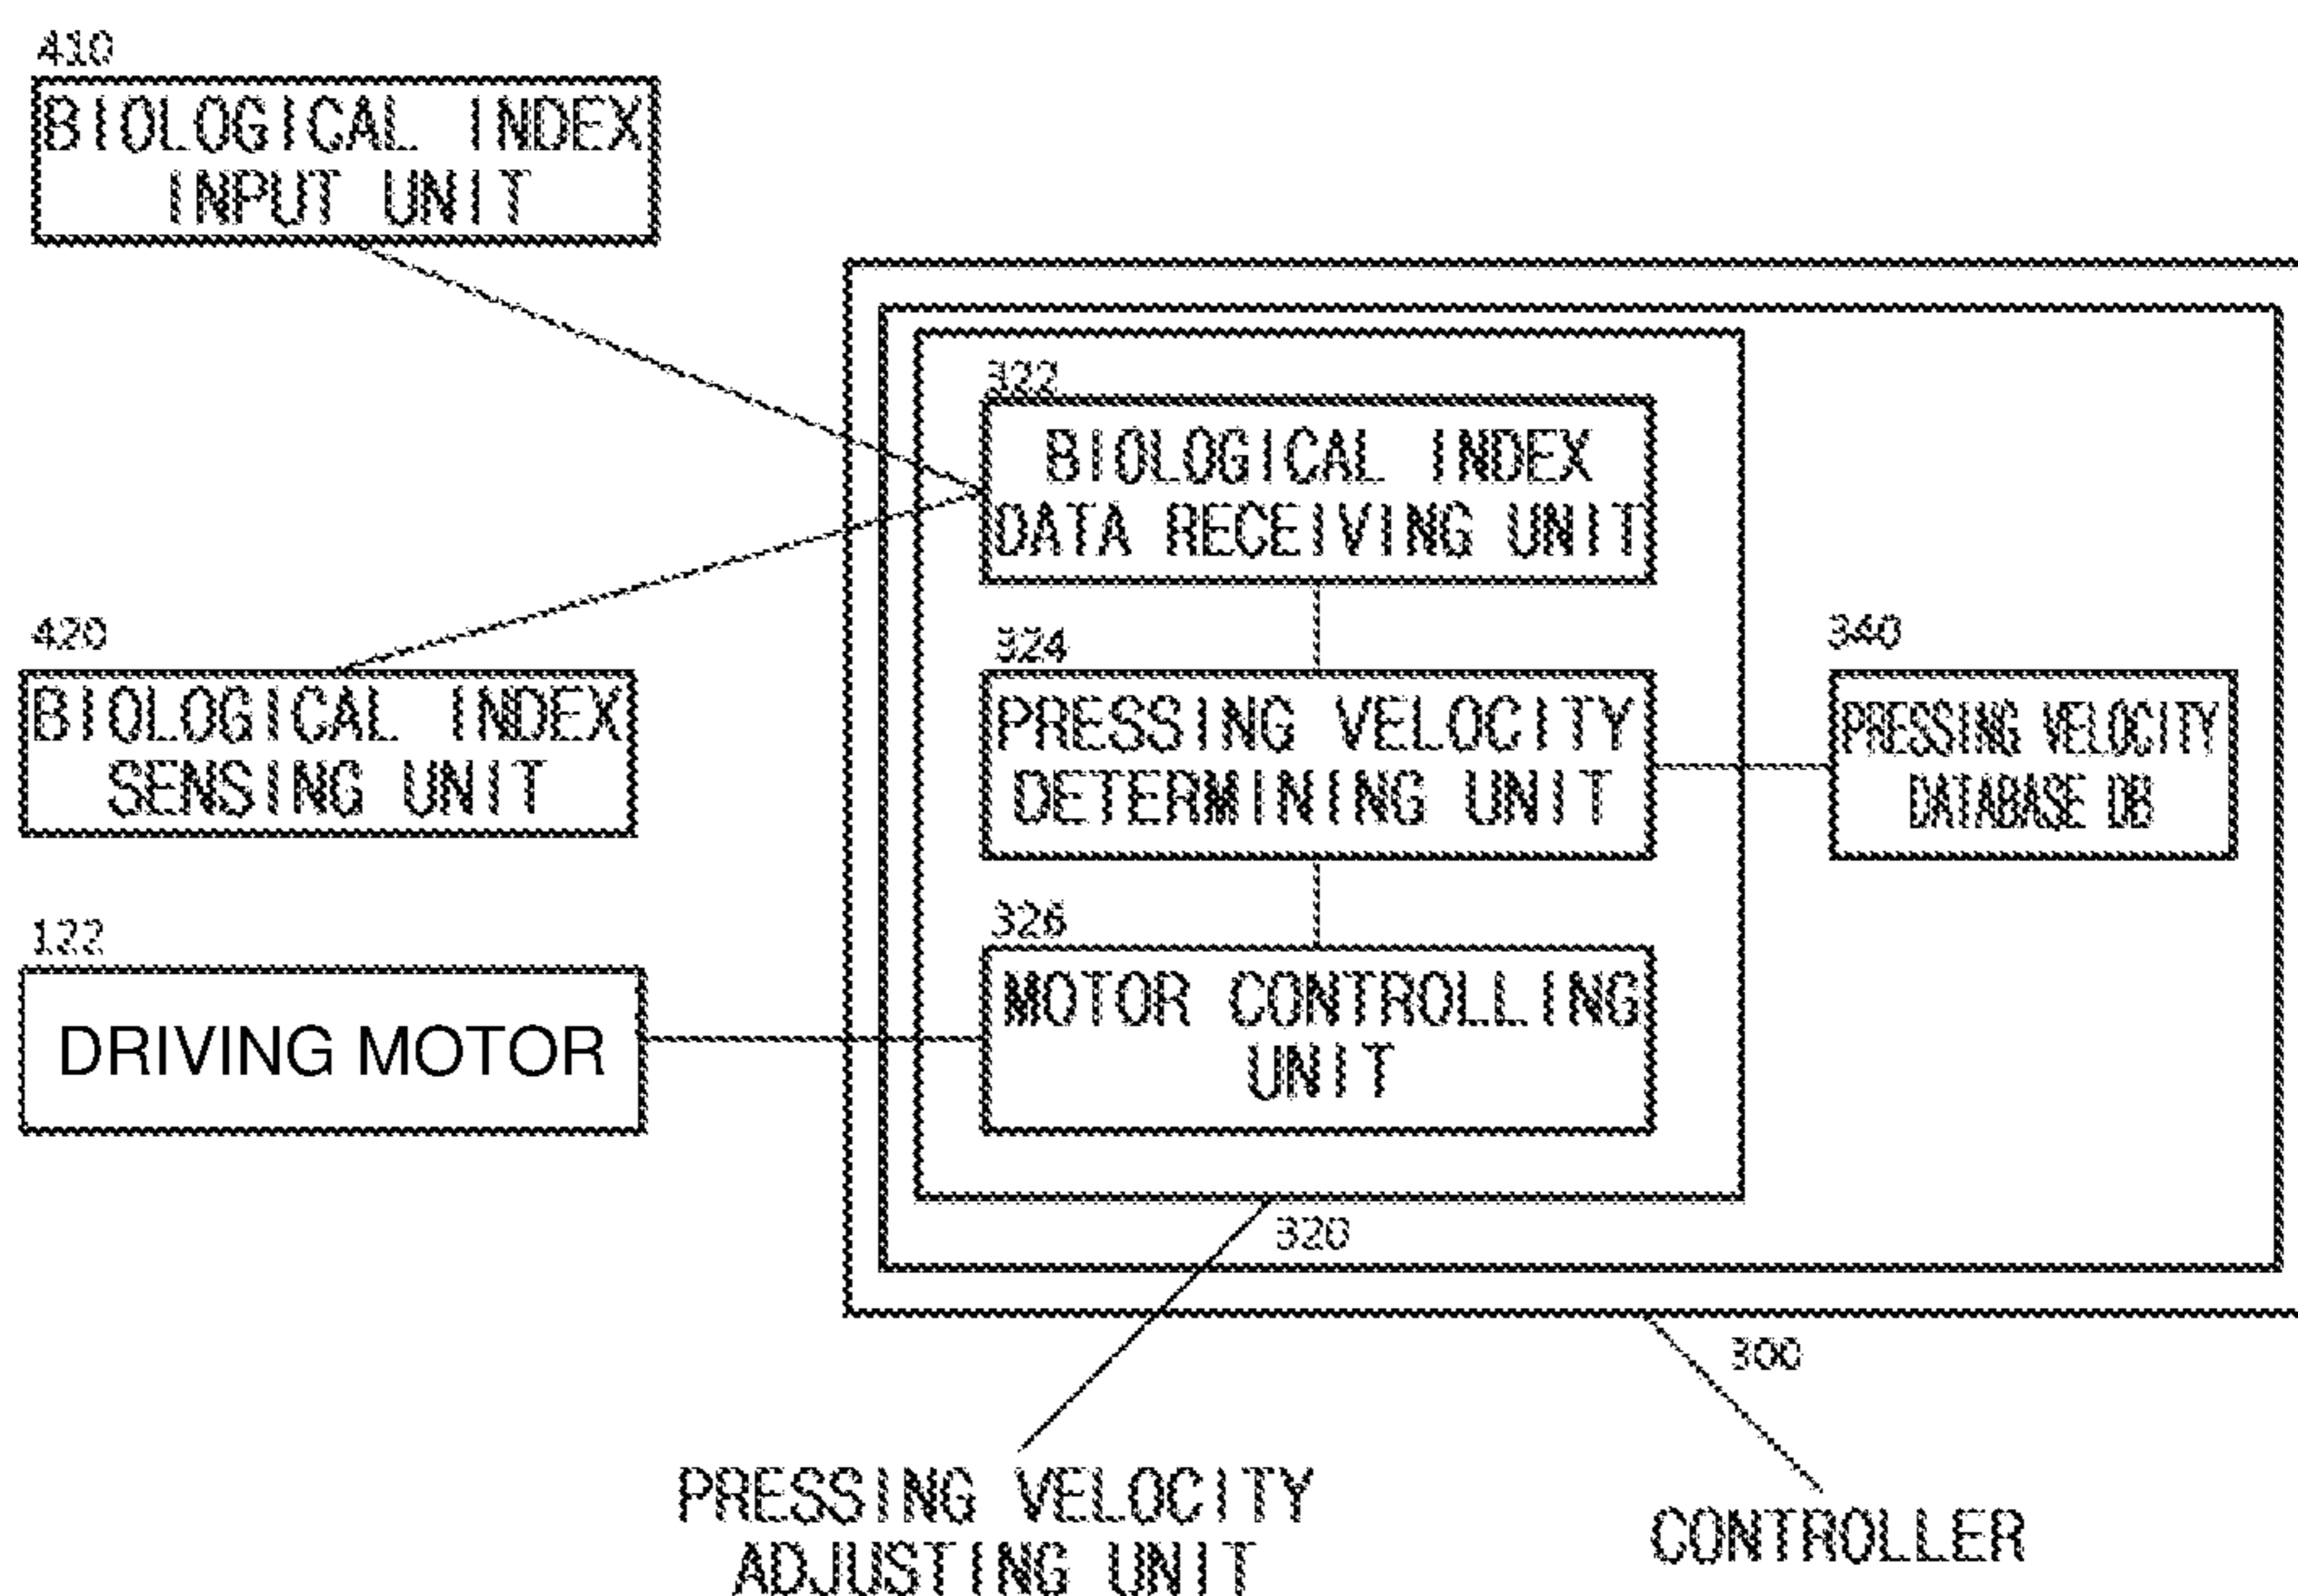 410
BIOLOGICAL INDEX
INPUT UNIT
322
BIOLOGICAL INDEX
DATA RECEIVING UNIT
420
BIOLOGICAL INDEX
SENSING UNIT
324
PRESSING VELOCITY
DETERMINING UNIT
340
PRESSING VELOCITY
DATABASE DB
122
DRIVING MOTOR
326
MOTOR CONTROLLING
UNIT
320
300
PRESSING VELOCITY
ADJUSTING UNIT
CONTROLLER